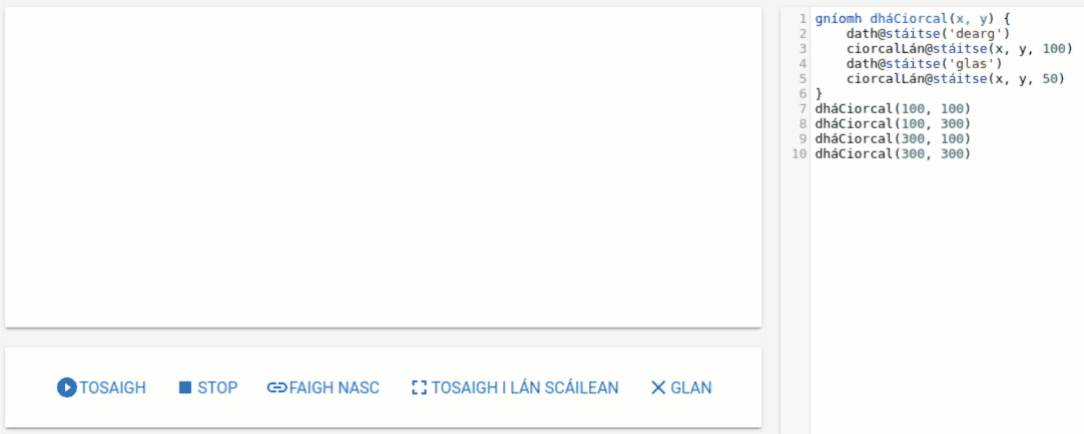 1 gníomh dháCiorcal(x, y) {
2     dath@stáitse('dearg')
3     ciorcalLán@stáitse(x, y, 100)
4     dath@stáitse('glas')
5     ciorcalLán@stáitse(x, y, 50)
6 }
7 dháCiorcal(100, 100)
8 dháCiorcal(100, 300)
9 dháCiorcal(300, 100)
10 dháCiorcal(300, 300)
TOSAIGH STOP FAIGH NASC TOSAIGH I LÁN SCÁILEAN GLAN